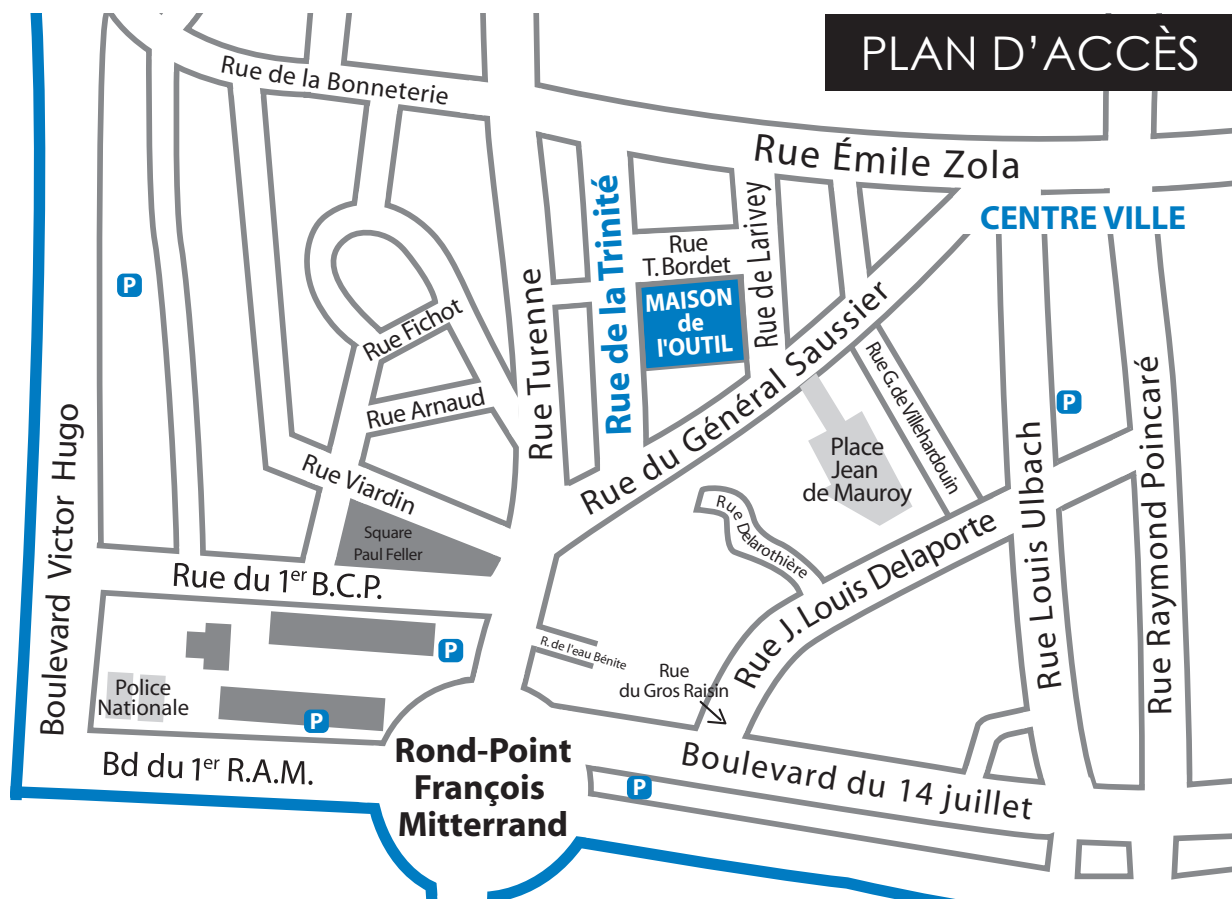 PLAN D'ACCÈS
Rue de la Bonneterie
Rue Émile Zola
CENTRE VILLE
Rue de la Trinité
Rue
T. Bordet
Rue de Larivey
MAISON
de
l'OUTIL
P
Rue Fichot
Rue Turenne
Rue du Général Saussier
Rue Arnaud
Rue G. de Villehardouin
P
Rue Viardin
Place
Jean
de Mauroy
Rue Louis Ulbach
Rue Raymond Poincaré
Boulevard Victor Hugo
Square
Paul Feller
Rue Delarothière
Rue J. Louis Delaporte
Rue du 1er B.C.P.
P
R. de l'eau Bénite
Rue
du Gros Raisin
Police
Nationale
P
Bd du 1er R.A.M.
Rond-Point
François
Mitterrand
Boulevard du 14 juillet
P